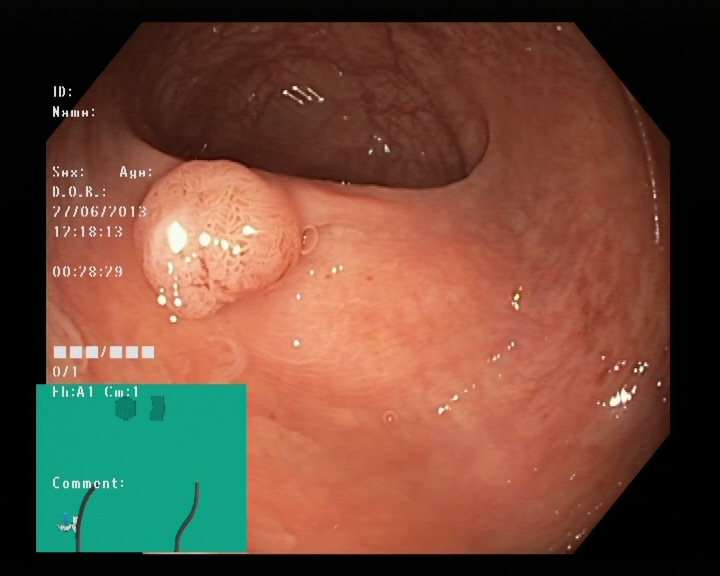 ID:
Name:
Sex: Age:
D.O.R.:
27/06/2013
12:18:13
00:28:29
■■■/■■■
0/1
Eh:A1 Cm:1
Comment: